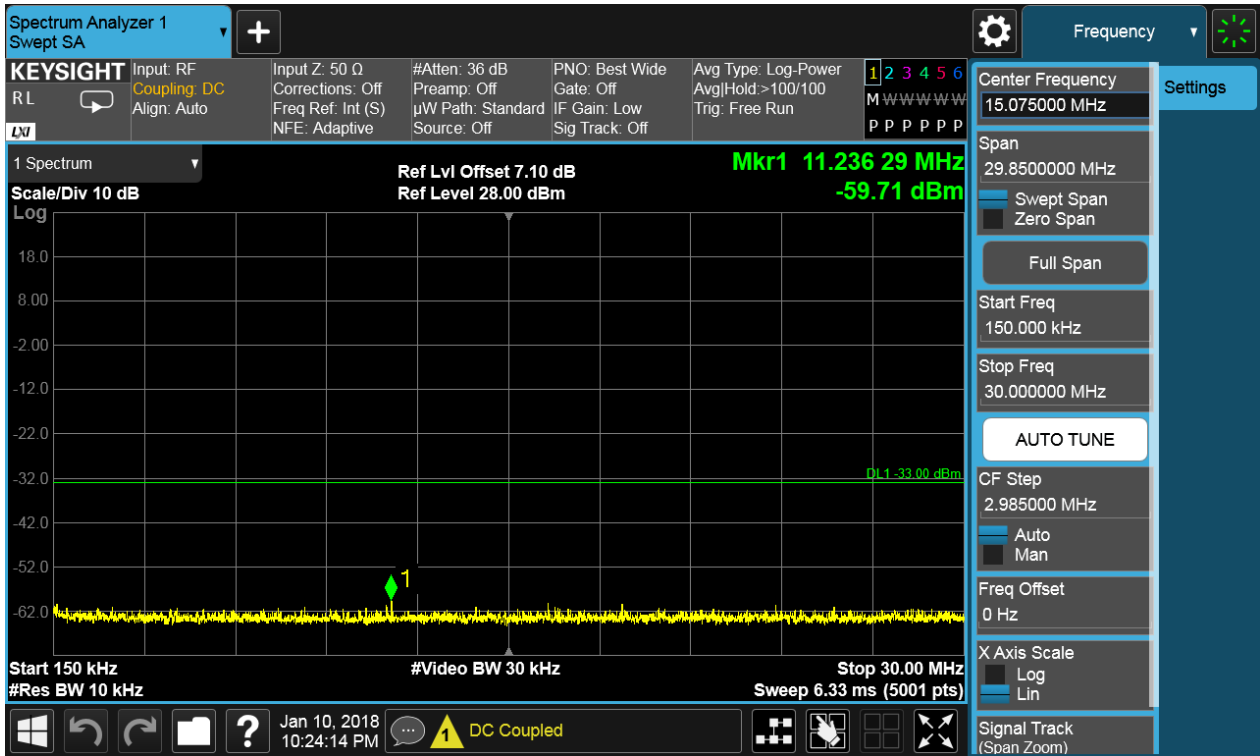 Spectrum Analyzer 1
Swept SA
+
Frequency
KEYSIGHT
RL
LXI
Input: RF
Coupling: DC
Align: Auto
Input Z: 50 Ω
Corrections: Off
Freq Ref: Int (S)
NFE: Adaptive
#Atten: 36 dB
Preamp: Off
µW Path: Standard
Source: Off
PNO: Best Wide
Gate: Off
IF Gain: Low
Sig Track: Off
Avg Type: Log-Power
Avg|Hold:>100/100
Trig: Free Run
1 2 3 4 5 6
M W W W W W
P P P P P P
1 Spectrum
Scale/Div 10 dB
Log
Ref Lvl Offset 7.10 dB
Ref Level 28.00 dBm
Mkr1 11.236 29 MHz
-59.71 dBm
18.0
8.00
-2.00
-12.0
-22.0
-32.0
-42.0
-52.0
-62.0
DL1 -33.00 dBm
1
Start 150 kHz
#Video BW 30 kHz
Stop 30.00 MHz
#Res BW 10 kHz
Sweep 6.33 ms (5001 pts)
Center Frequency
15.075000 MHz
Settings
Span
29.8500000 MHz
Swept Span
Zero Span
Full Span
Start Freq
150.000 kHz
Stop Freq
30.000000 MHz
AUTO TUNE
CF Step
2.985000 MHz
Auto
Man
Freq Offset
0 Hz
X Axis Scale
Log
Lin
Signal Track
(Span Zoom)
?
Jan 10, 2018
10:24:14 PM
1
DC Coupled